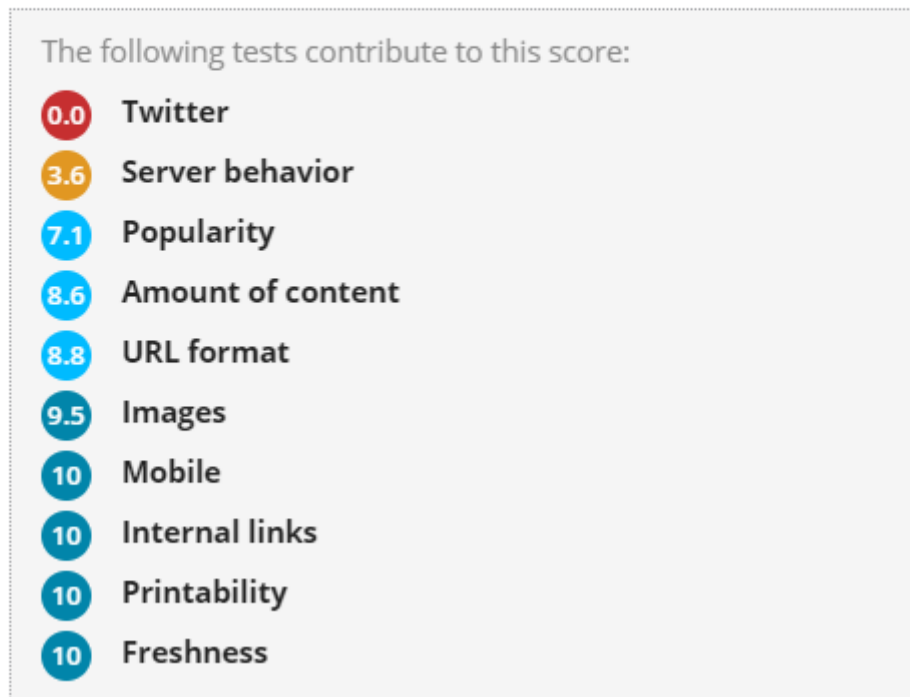 The following tests contribute to this score:
0.0 Twitter
3.6 Server behavior
7.1 Popularity
8.6 Amount of content
8.8 URL format
9.5 Images
10 Mobile
10 Internal links
10 Printability
10 Freshness